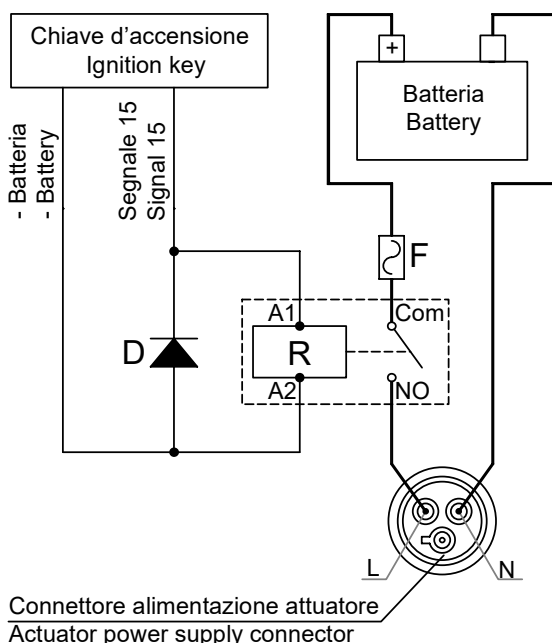 Chiave d’accensione
Ignition key
+
Batteria
Battery
- Batteria
- Battery
Segnale 15
Signal 15
F
A1
Com
D
R
A2
NO
L
N
Connettore alimentazione attuatore
Actuator power supply connector